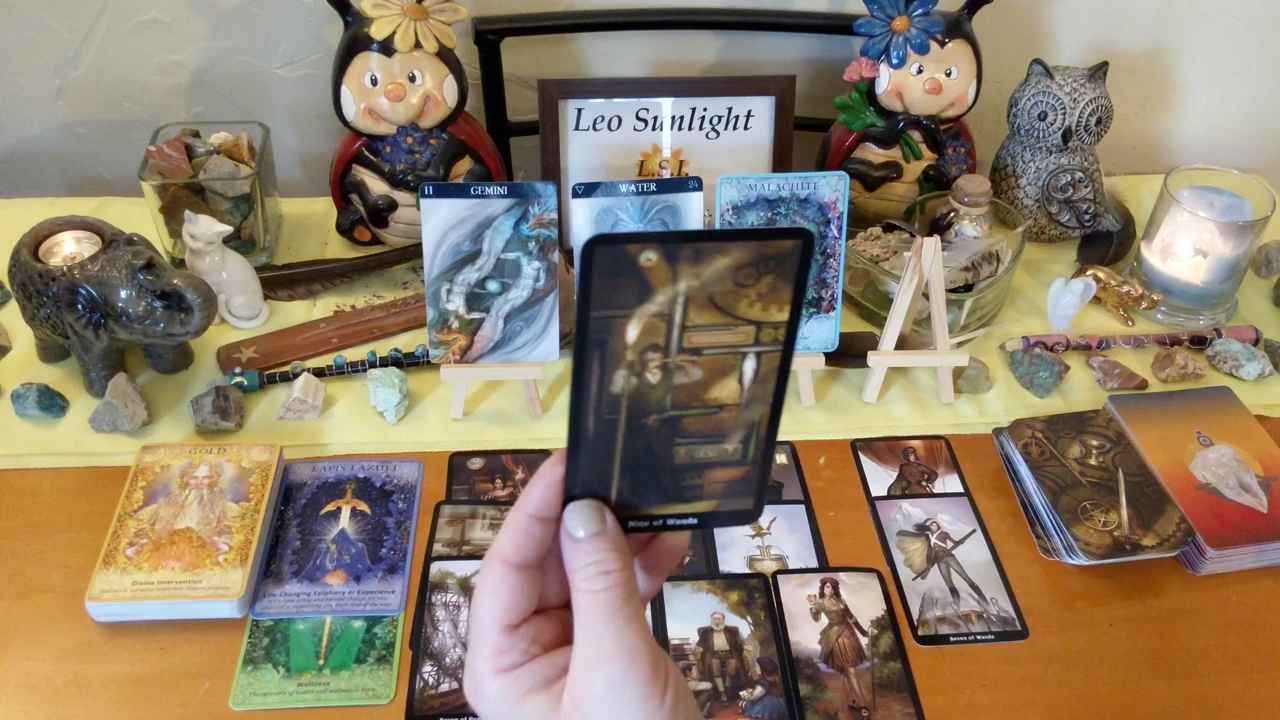 Leo Sunlight
L.S.I.
II GEMINI
WATER 24
MALACHITE
Nine of Wands
GOLD
Divine Intervention
LAPIS LAZULI
Life-Changing Epiphany or Experience
Wellness
Seven of Wands